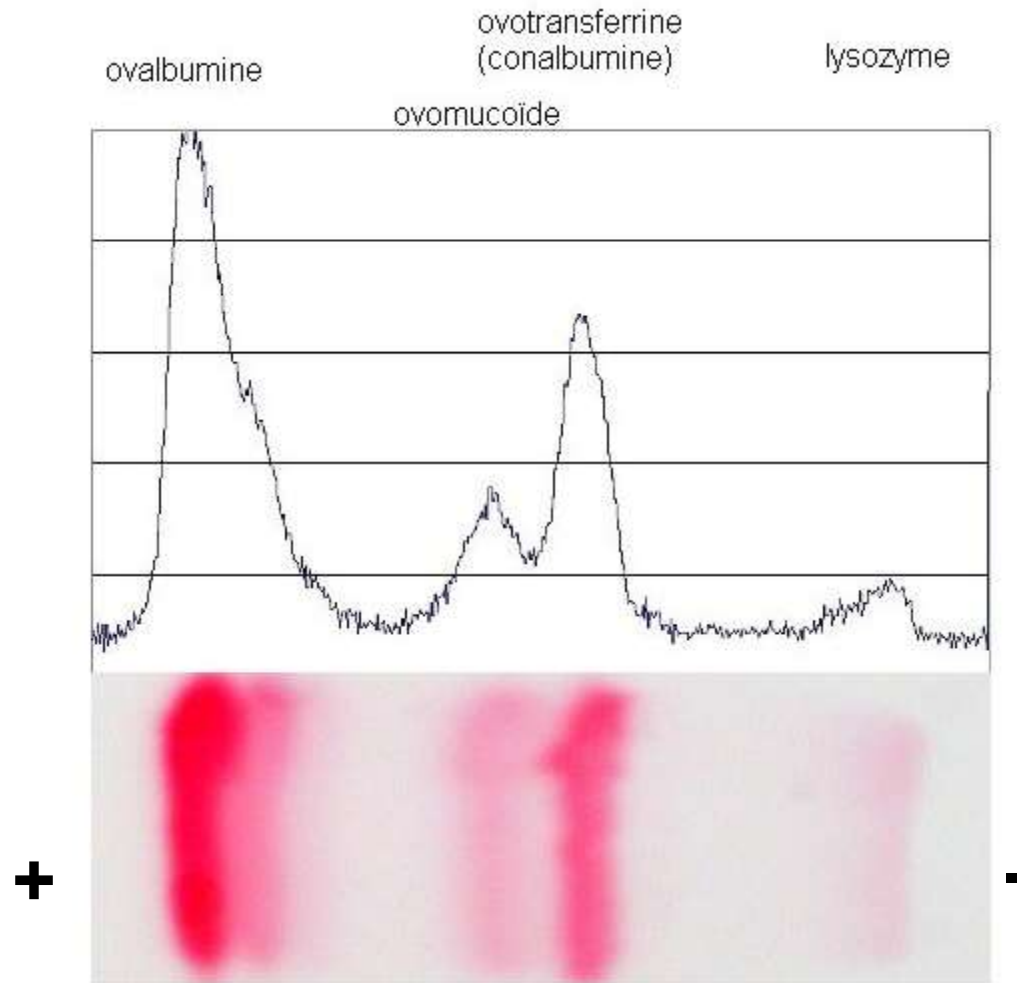 ovotransferrine
(conalbumine)
lysozyme
ovalbumine
ovomucoïde
+
-